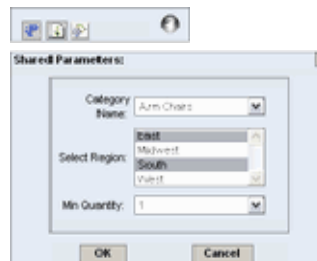 Shared Parameters:
Category Name:
Arm Chairs
Select Region:
East
Midwest
South
West
Min Quantity:
1
OK
Cancel